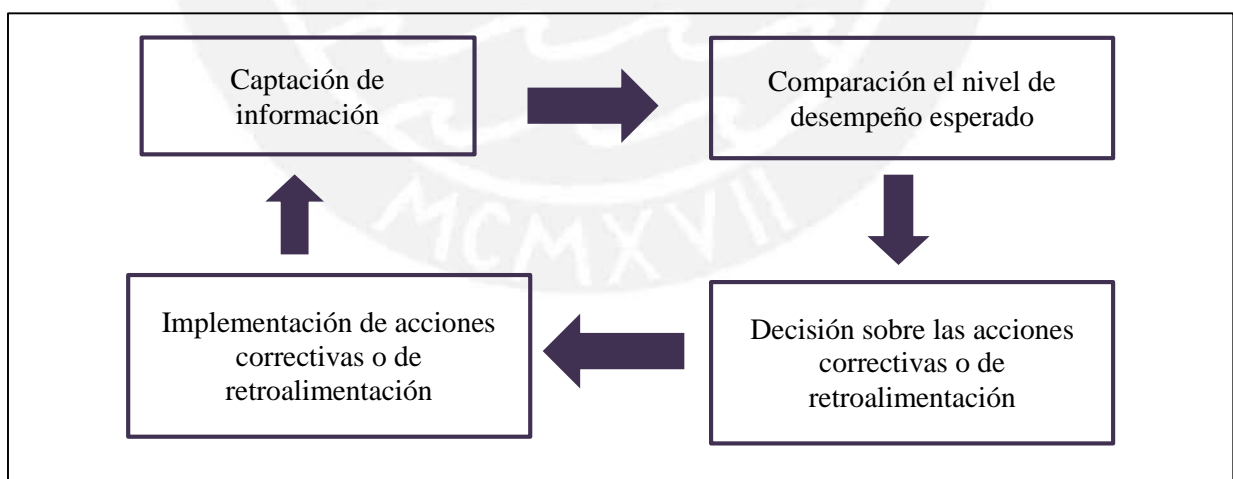 Captación de
información
Comparación el nivel de
desempeño esperado
Implementación de acciones
correctivas o de
retroalimentación
Decisión sobre las acciones
correctivas o de
retroalimentación
MCMXVII